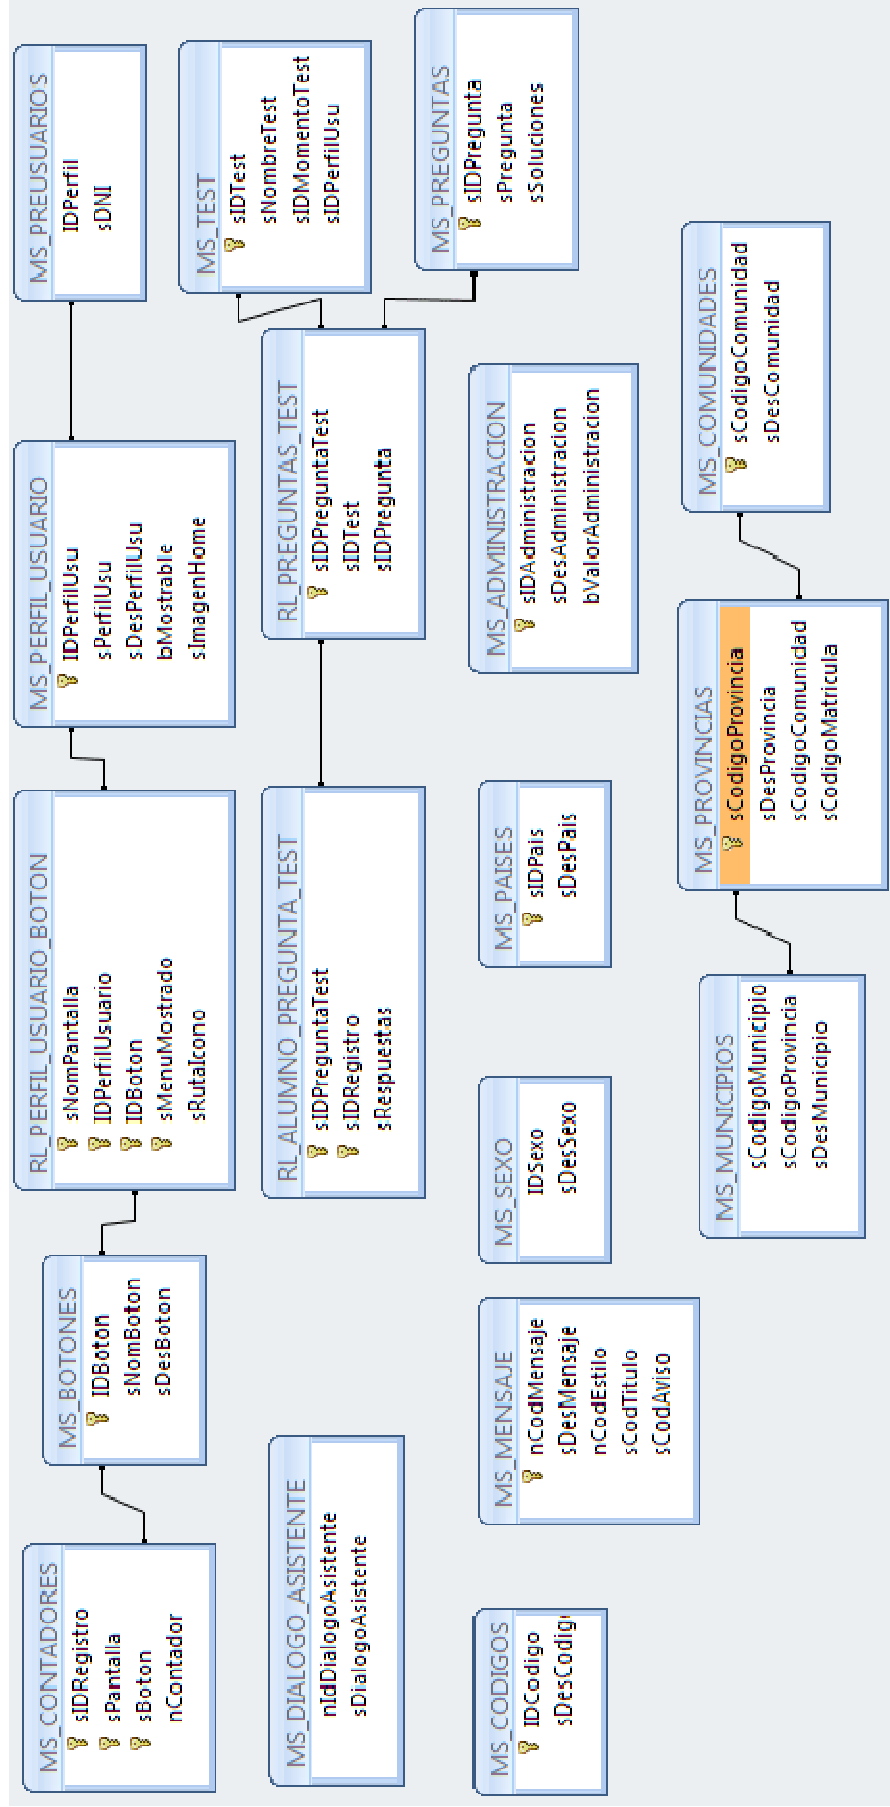 MS_CONTADORES
sIDRegistro
sPantalla
sBoton
nContador
MS_BOTONES
IDBoton
sNomBoton
sDesBoton
RL_PERFIL_USUARIO_BOTON
sNomPantalla
IDPerfilUsuario
IDBoton
sMenuMostrado
sRutaIcono
MS_PERFIL_USUARIO
IDPerfilUsu
sPerfilUsu
sDesPerfilUsu
bMostrable
sImagenHome
MS_PREUSUARIOS
IDPerfil
sDNI
MS_DIALOGO_ASISTENTE
nIdDialogoAsistente
sDialogoAsistente
RL_ALUMNO_PREGUNTA_TEST
sIDPreguntaTest
sIDRegistro
sRespuestas
RL_PREGUNTAS_TEST
sIDPreguntaTest
sIDTest
sIDPregunta
MS_TEST
sIDTest
sNombreTest
sIDMomentoTest
sIDPerfilUsu
MS_PREGUNTAS
sIDPregunta
sPregunta
sSoluciones
MS_CODIGOS
IDCodigo
sDesCodig
MS_MENSAJE
nCodMensaje
sDesMensaje
nCodEstilo
sCodTitulo
sCodAviso
MS_SEXO
IDSexo
sDesSexo
MS_PAISES
sIDPais
sDesPais
MS_ADMINISTRACION
sIDAdministracion
sDesAdministracion
bValorAdministracion
MS_MUNICIPIOS
sCodigoMunicipio
sCodigoProvincia
sDesMunicipio
MS_PROVINCIAS
sCodigoProvincia
sDesProvincia
sCodigoComunidad
sCodigoMatricula
MS_COMUNIDADES
sCodigoComunidad
sDesComunidad